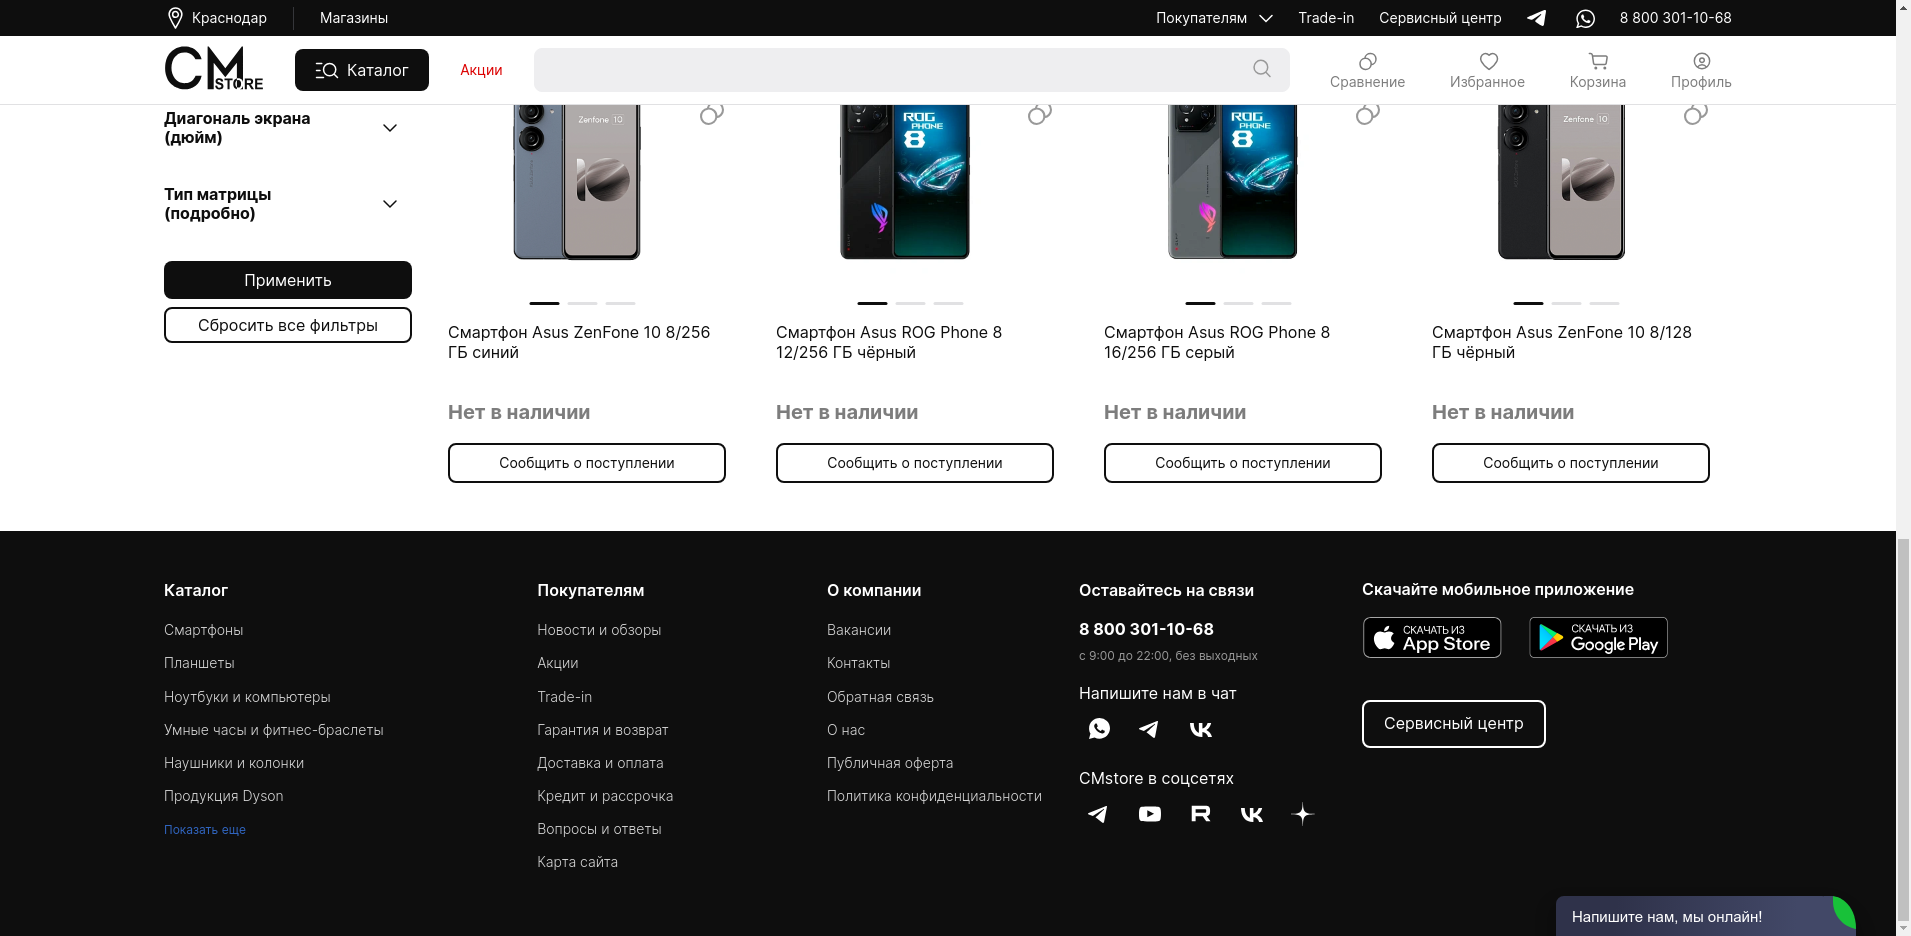 Краснодар
Магазины
Покупателям
Trade-in
Сервисный центр
8 800 301-10-68
CM STORE
Каталог
Акции
Сравнение
Избранное
Корзина
Профиль
Диагональ экрана
(дюйм)
Тип матрицы
(подробно)
Применить
Сбросить все фильтры
Zenfone 10
ROG
PHONE
8
ROG
PHONE
8
Zenfone 10
Смартфон Asus ZenFone 10 8/256
ГБ синий
Нет в наличии
Сообщить о поступлении
Смартфон Asus ROG Phone 8
12/256 ГБ чёрный
Нет в наличии
Сообщить о поступлении
Смартфон Asus ROG Phone 8
16/256 ГБ серый
Нет в наличии
Сообщить о поступлении
Смартфон Asus ZenFone 10 8/128
ГБ чёрный
Нет в наличии
Сообщить о поступлении
Каталог
Смартфоны
Планшеты
Ноутбуки и компьютеры
Умные часы и фитнес-браслеты
Наушники и колонки
Продукция Dyson
Показать еще
Покупателям
Новости и обзоры
Акции
Trade-in
Гарантия и возврат
Доставка и оплата
Кредит и рассрочка
Вопросы и ответы
Карта сайта
О компании
Вакансии
Контакты
Обратная связь
О нас
Публичная оферта
Политика конфиденциальности
Оставайтесь на связи
8 800 301-10-68
с 9:00 до 22:00, без выходных
Напишите нам в чат
CMstore в соцсетях
Скачайте мобильное приложение
СКАЧАТЬ ИЗ
App Store
СКАЧАТЬ ИЗ
Google Play
Сервисный центр
Напишите нам, мы онлайн!